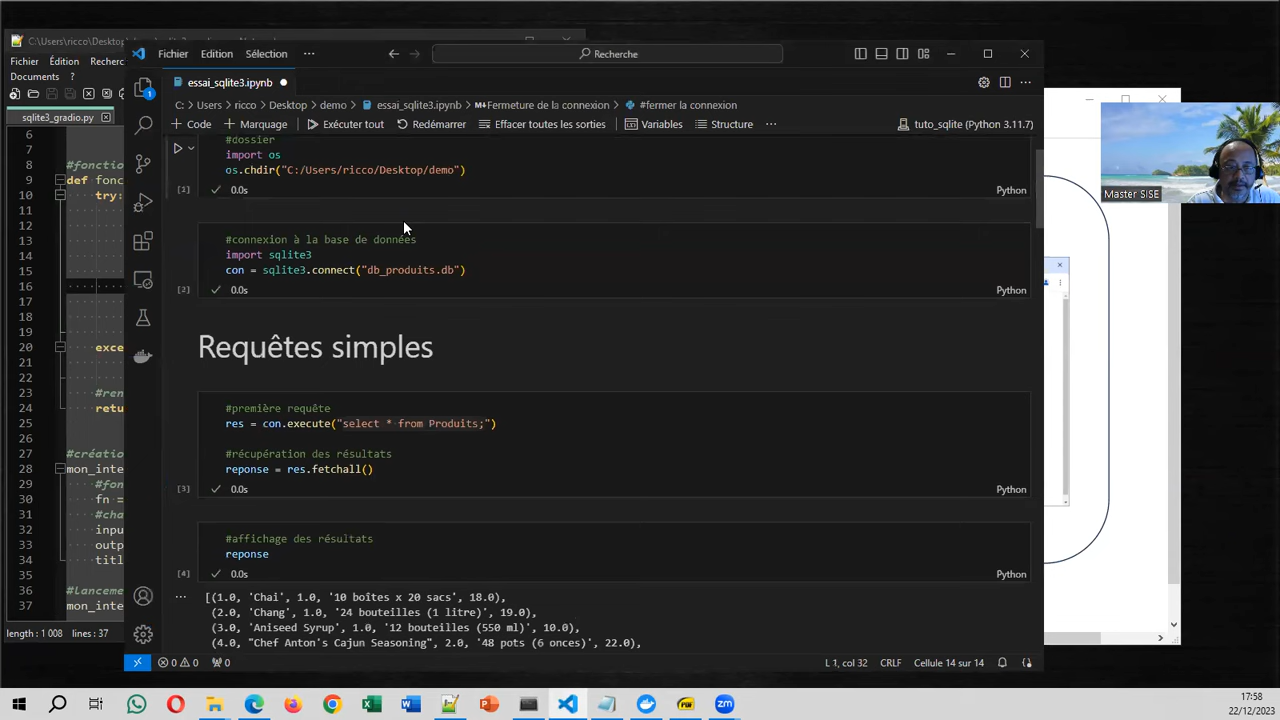 C:\Users\ricco\Desktop
Fichier Édition Recherc
Documents ?
sqlite3_gradio.py
6
7
8 #fonction
9 def fonc
10 try:
11
12
13
14
15
16
17
18
19
20 exce
21
22
23 #ren
24 retu
25
26
27 #créatio
28 mon_inte
29 #fon
30 fn =
31 #cha
32 inpu
33 outp
34 titl
35
36 #lanceme
37 mon_inte
length : 1 008 lines : 37
Fichier Édition Sélection ···
Recherche
essai_sqlite3.ipynb
C: > Users > ricco > Desktop > demo > essai_sqlite3.ipynb > Fermeture de la connexion > #fermer la connexion
+ Code + Marquage Exécuter tout Redémarrer Effacer toutes les sorties Variables Structure ··· tuto_sqlite (Python 3.11.7)
#dossier
import os
os.chdir("C:/Users/ricco/Desktop/demo")
[1] 0.0s Python
#connexion à la base de données
import sqlite3
con = sqlite3.connect("db_produits.db")
[2] 0.0s Python
Requêtes simples
#première requête
res = con.execute("select * from Produits;")
#récupération des résultats
reponse = res.fetchall()
[3] 0.0s Python
#affichage des résultats
reponse
[4] 0.0s Python
··· [(1.0, 'Chai', 1.0, '10 boîtes x 20 sacs', 18.0),
(2.0, 'Chang', 1.0, '24 bouteilles (1 litre)', 19.0),
(3.0, 'Aniseed Syrup', 1.0, '12 bouteilles (550 ml)', 10.0),
(4.0, "Chef Anton's Cajun Seasoning", 2.0, '48 pots (6 onces)', 22.0),
0 0 0 L 1, col 32 CRLF Cellule 14 sur 14
Master SISE
17:58
22/12/2023